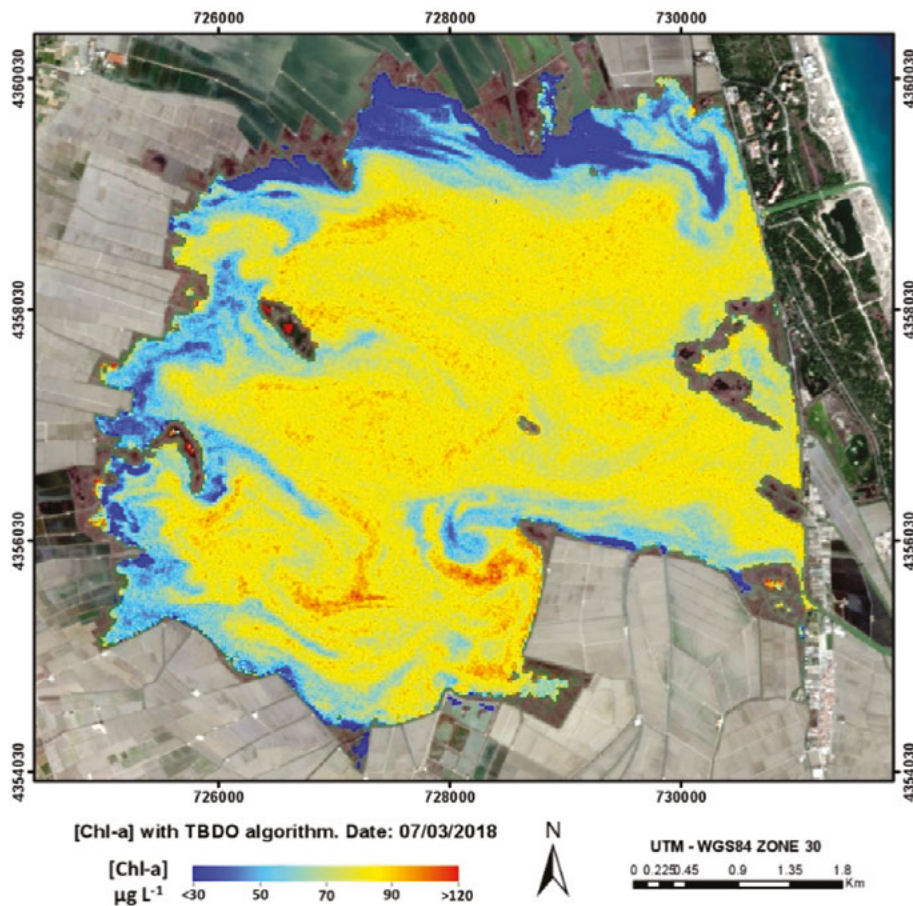 726000 728000 730000
4360030 4360030
4358030 4358030
4356030 4356030
4354030 4354030
726000 728000 730000
[Chl-a] with TBDO algorithm. Date: 07/03/2018
N
UTM - WGS84 ZONE 30
[Chl-a]
µg L⁻¹
<30 50 70 90 >120
0 0.225 0.45 0.9 1.35 1.8
Km